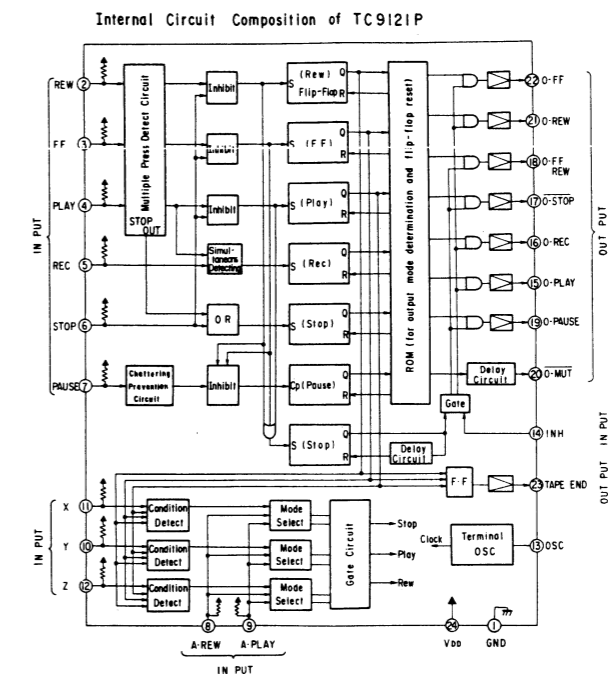 Internal Circuit Composition of TC9121P
REW 2
FF 3
PLAY 4
REC 5
STOP 6
PAUSE 7
IN PUT
Multiple Press Detect Circuit
STOP
OUT
Inhibit
Inhibit
Inhibit
Simul-
taneous
Detecting
OR
Chattering
Prevention
Circuit
Inhibit
S (Rew) Q
Flip-Flop R
S (FF) Q
R
S (Play) Q
R
S (Rec) Q
R
S (Stop) Q
R
Cp (Pause) Q
R
S (Stop) Q
R
ROM (for output mode determination and flip-flop reset)
Delay
Circuit
Gate
Delay
Circuit
F·F
22 O-FF
21 O-REW
18 O-FF
REW
17 O-STOP
16 O-REC
15 O-PLAY
19 O-PAUSE
20 O-MUT
OUT PUT
14 INH
IN PUT
23 TAPE END
OUT PUT
X 11
Y 10
Z 12
IN PUT
Condition
Detect
Condition
Detect
Condition
Detect
Mode
Select
Mode
Select
Mode
Select
Gate Circuit
Stop
Play
Rew
Clock
Terminal
OSC
13 OSC
8 9
A-REW A-PLAY
IN PUT
24 1
VDD GND